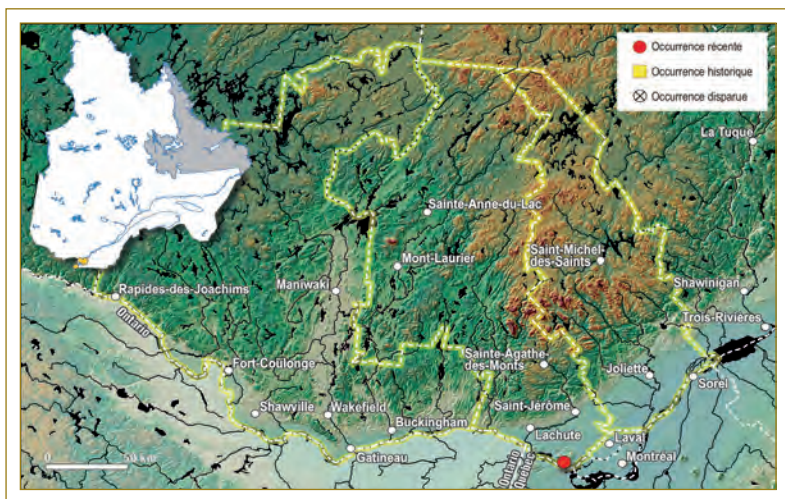 Occurrence récente
Occurrence historique
Occurrence disparue
La Tuque
Sainte-Anne-du-Lac
Saint-Michel-
des-Saints
Mont-Laurier
Maniwaki
Rapides-des-Joachims
Shawinigan
Trois-Rivières
Ontario
Fort-Coülonge
Sainte-Agathe-
des-Monts
Joliette
Sorel
Shawville
Wakefield
Saint-Jérôme
Buckingham
Lachute
Laval
Gatineau
Montréal
Ontario
Québec
0
50 km